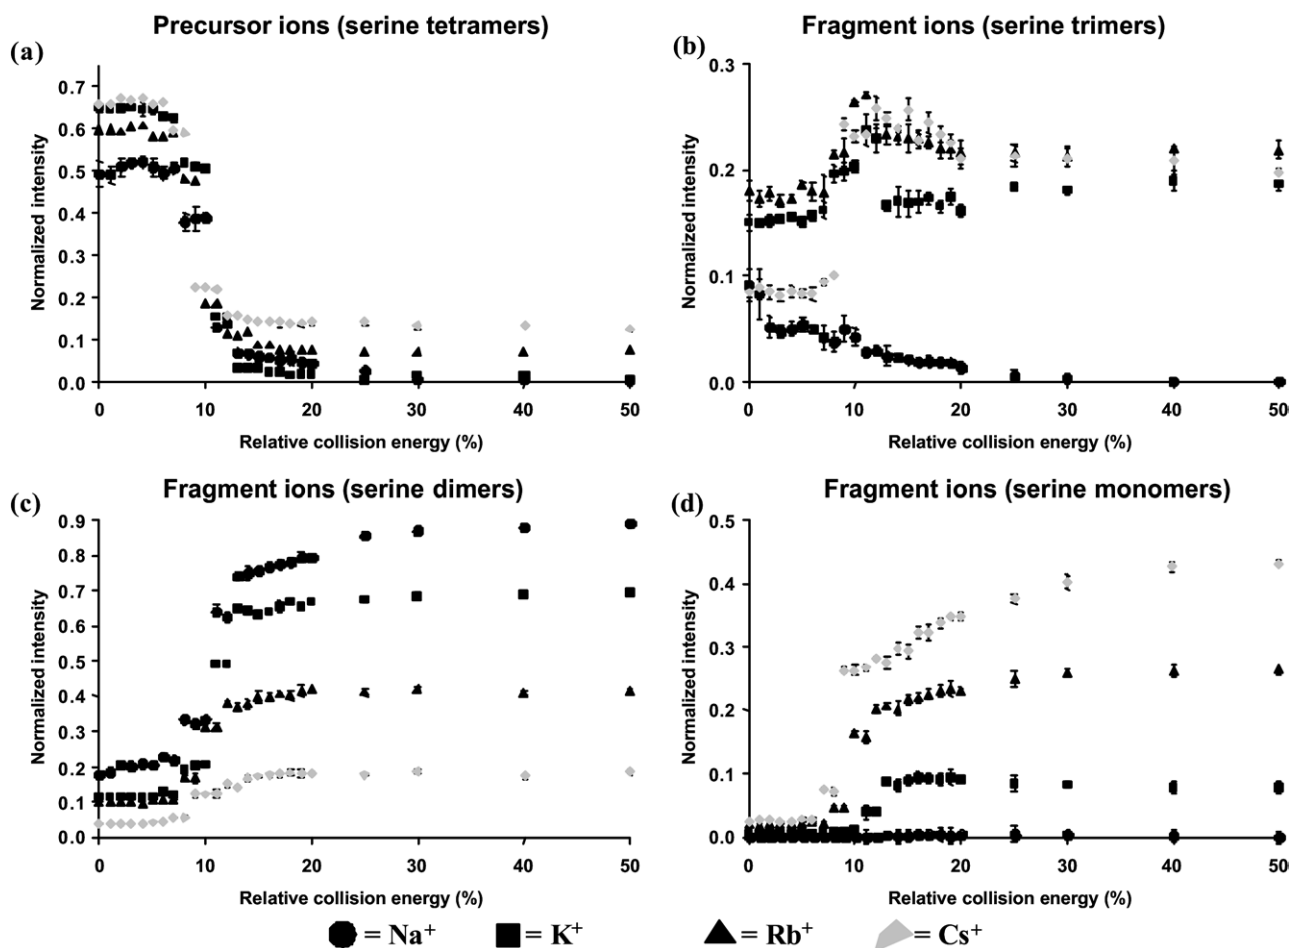 Precursor ions (serine tetramers)
(a)
Normalized intensity
0.7
0.6
0.5
0.4
0.3
0.2
0.1
0.0
0 10 20 30 40 50
Relative collision energy (%)
Fragment ions (serine trimers)
(b)
Normalized intensity
0.3
0.2
0.1
0.0
0 10 20 30 40 50
Relative collision energy (%)
Fragment ions (serine dimers)
(c)
Normalized intensity
0.9
0.8
0.7
0.6
0.5
0.4
0.3
0.2
0.1
0.0
0 10 20 30 40 50
Relative collision energy (%)
Fragment ions (serine monomers)
(d)
Normalized intensity
0.5
0.4
0.3
0.2
0.1
0.0
0 10 20 30 40 50
Relative collision energy (%)
= Na⁺ = K⁺ = Rb⁺ = Cs⁺